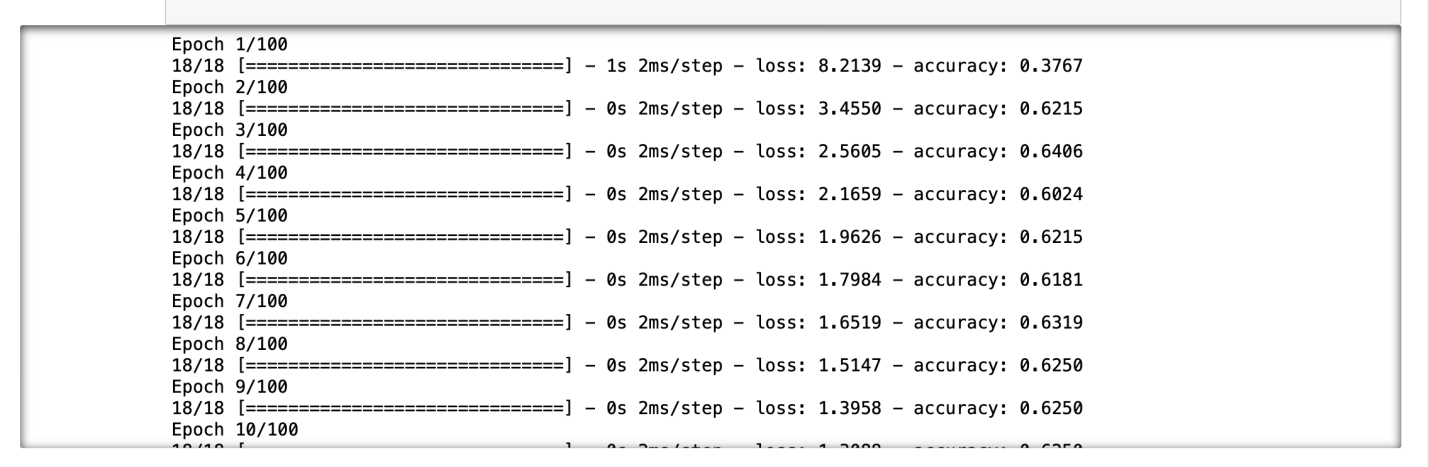 Epoch 1/100
18/18 [==============================] - 1s 2ms/step - loss: 8.2139 - accuracy: 0.3767
Epoch 2/100
18/18 [==============================] - 0s 2ms/step - loss: 3.4550 - accuracy: 0.6215
Epoch 3/100
18/18 [==============================] - 0s 2ms/step - loss: 2.5605 - accuracy: 0.6406
Epoch 4/100
18/18 [==============================] - 0s 2ms/step - loss: 2.1659 - accuracy: 0.6024
Epoch 5/100
18/18 [==============================] - 0s 2ms/step - loss: 1.9626 - accuracy: 0.6215
Epoch 6/100
18/18 [==============================] - 0s 2ms/step - loss: 1.7984 - accuracy: 0.6181
Epoch 7/100
18/18 [==============================] - 0s 2ms/step - loss: 1.6519 - accuracy: 0.6319
Epoch 8/100
18/18 [==============================] - 0s 2ms/step - loss: 1.5147 - accuracy: 0.6250
Epoch 9/100
18/18 [==============================] - 0s 2ms/step - loss: 1.3958 - accuracy: 0.6250
Epoch 10/100